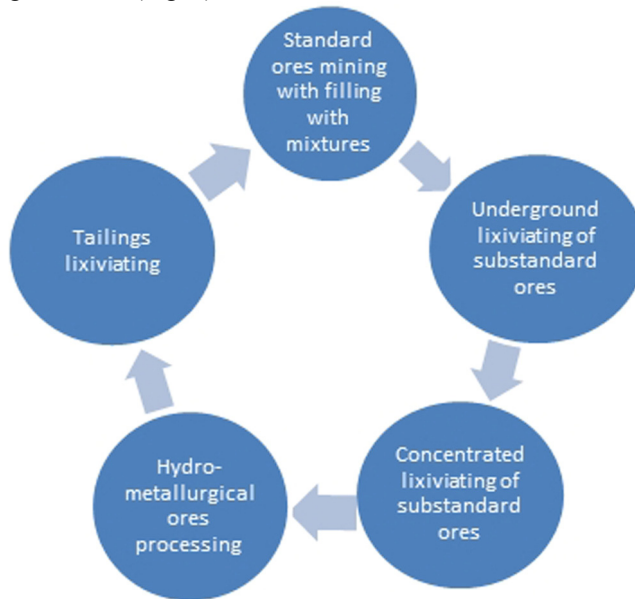 Standard
ores mining
with filling
with
mixtures
Underground
lixiviating of
substandard
ores
Concentrated
lixiviating of
substandard
ores
Hydro-
metallurgical
ores
processing
Tailings
lixiviating